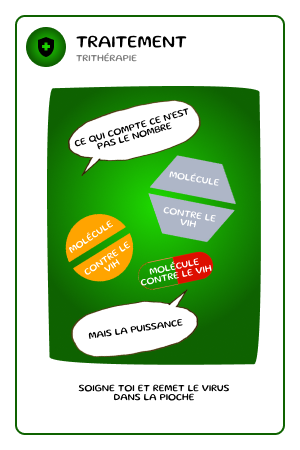 TRAITEMENT
TRITHÉRAPIE
CE QUI COMPTE CE N'EST
PAS LE NOMBRE
MOLÉCULE
CONTRE LE
VIH
MOLÉCULE
CONTRE LE
VIH
MOLÉCULE
CONTRE LE VIH
MAIS LA PUISSANCE
SOIGNE TOI ET REMET LE VIRUS
DANS LA PIOCHE